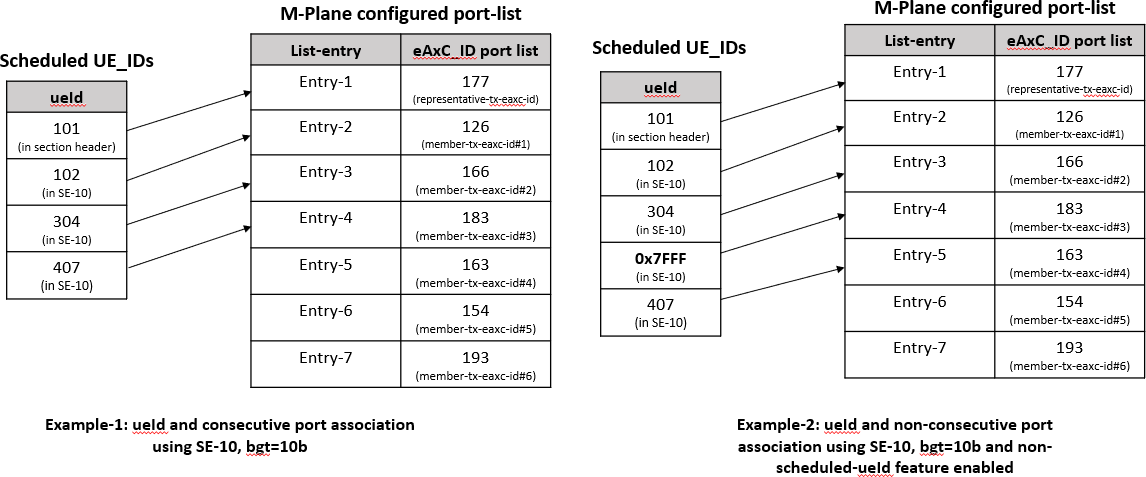 M-Plane configured port-list
Scheduled UE_IDs
List-entry eAxC_ID port list
ueId
Entry-1 177
(representative-tx-eaxc-id)
101
(in section header)
Entry-2 126
(member-tx-eaxc-id#1)
102
(in SE-10)
Entry-3 166
(member-tx-eaxc-id#2)
304
(in SE-10)
Entry-4 183
(member-tx-eaxc-id#3)
407
(in SE-10)
Entry-5 163
(member-tx-eaxc-id#4)
Entry-6 154
(member-tx-eaxc-id#5)
Entry-7 193
(member-tx-eaxc-id#6)
Example-1: ueId and consecutive port association
using SE-10, bgt=10b
M-Plane configured port-list
Scheduled UE_IDs
List-entry eAxC_ID port list
ueId
Entry-1 177
(representative-tx-eaxc-id)
101
(in section header)
Entry-2 126
(member-tx-eaxc-id#1)
102
(in SE-10)
Entry-3 166
(member-tx-eaxc-id#2)
304
(in SE-10)
Entry-4 183
(member-tx-eaxc-id#3)
0x7FFF
(in SE-10)
Entry-5 163
(member-tx-eaxc-id#4)
407
(in SE-10)
Entry-6 154
(member-tx-eaxc-id#5)
Entry-7 193
(member-tx-eaxc-id#6)
Example-2: ueId and non-consecutive port
association using SE-10, bgt=10b and non-
scheduled-ueId feature enabled